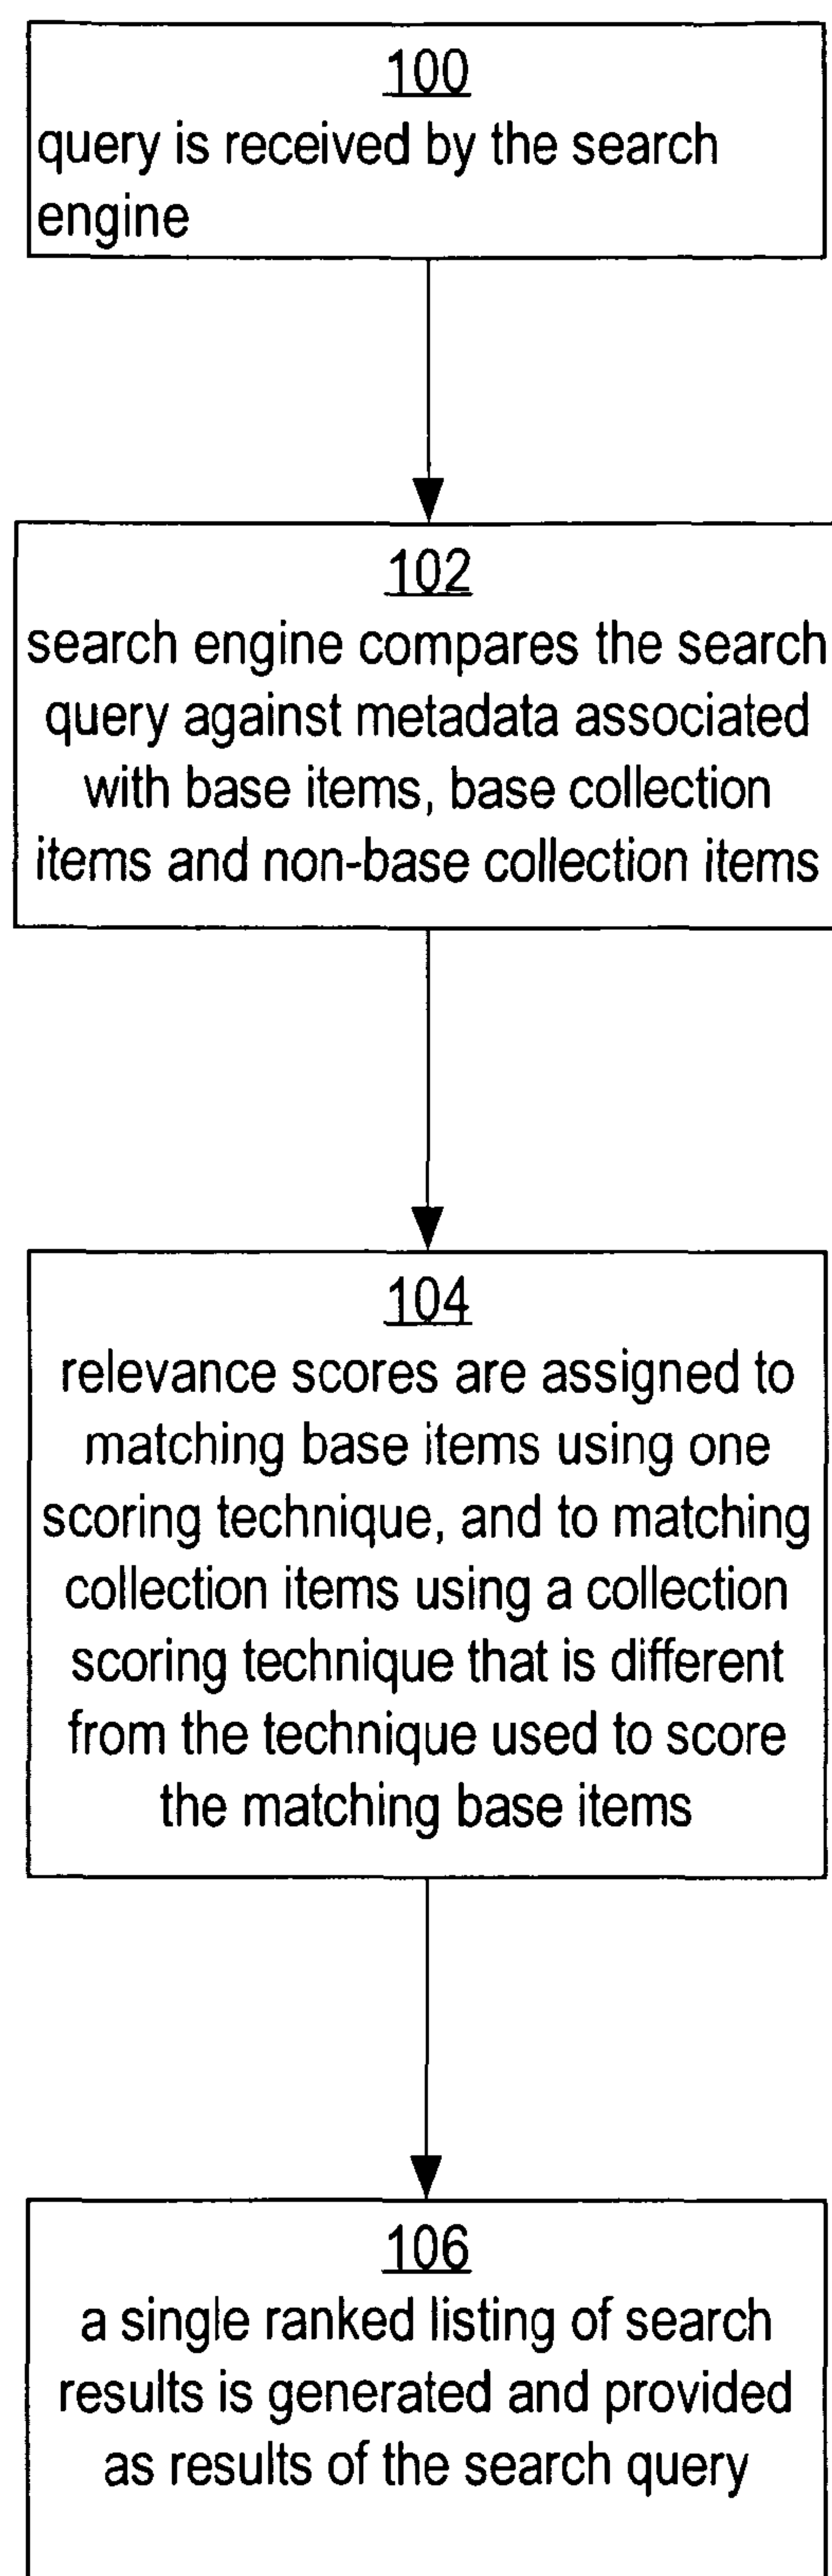 100
query is received by the search
engine
102
search engine compares the search
query against metadata associated
with base items, base collection
items and non-base collection items
104
relevance scores are assigned to
matching base items using one
scoring technique, and to matching
collection items using a collection
scoring technique that is different
from the technique used to score
the matching base items
106
a single ranked listing of search
results is generated and provided
as results of the search query